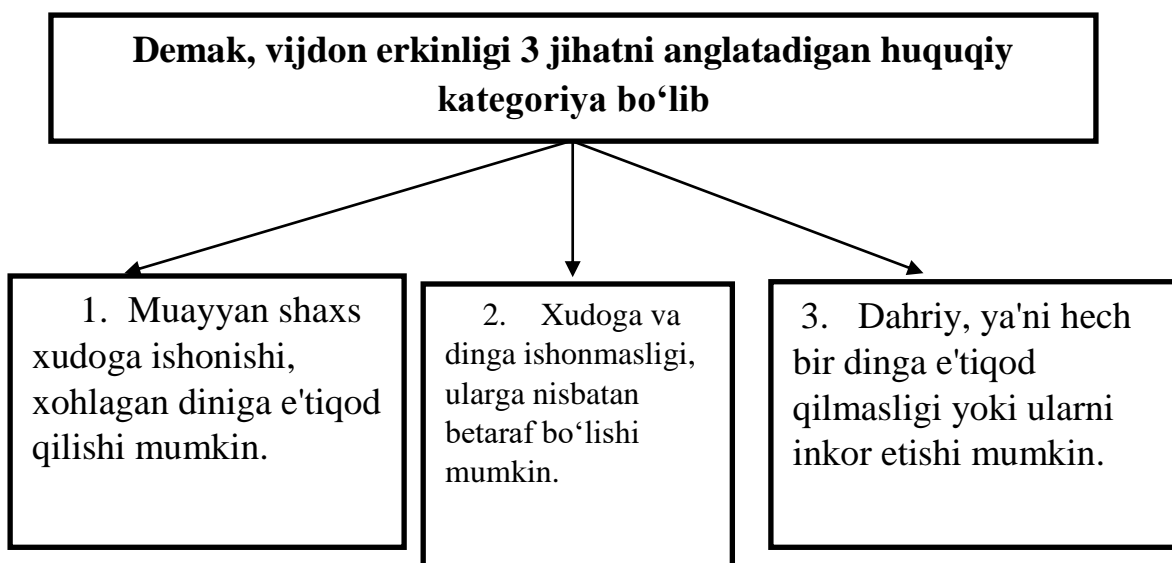 Demak, vijdon erkinligi 3 jihatni anglatadigan huquqiy
kategoriya bo‘lib
1. Muayyan shaxs
xudoga ishonishi,
xohlagan diniga e'tiqod
qilishi mumkin.
2. Xudoga va
dinga ishonmasligi,
ularga nisbatan
betaraf bo‘lishi
mumkin.
3. Dahriy, ya'ni hech
bir dinga e'tiqod
qilmasligi yoki ularni
inkor etishi mumkin.